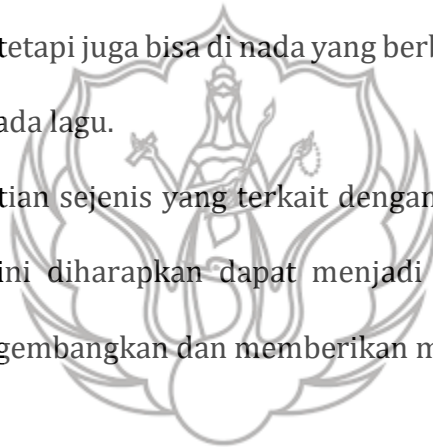 tetapi juga bisa di nada yang ber
ada lagu.
tian sejenis yang terkait dengan
ini diharapkan dapat menjadi
gembangkan dan memberikan m